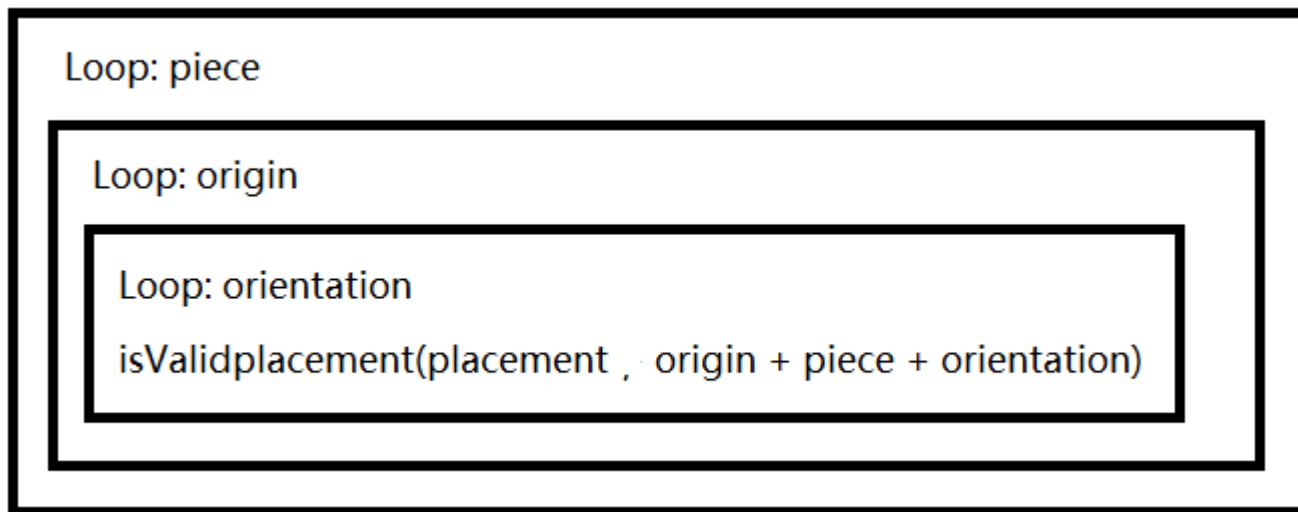 Loop: piece
Loop: origin
Loop: orientation
isValidplacement(placement , origin + piece + orientation)